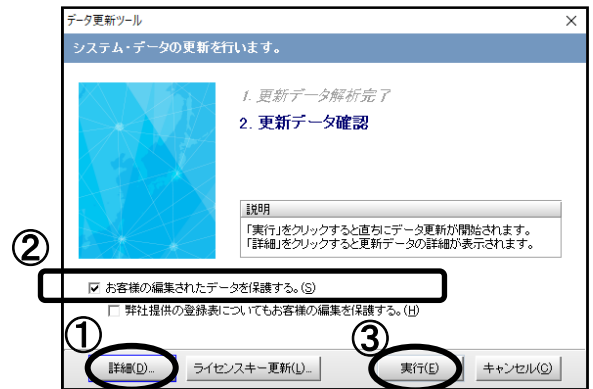 データ更新ツール
システム・データの更新を行います。
1. 更新データ解析完了
2. 更新データ確認
説明
「実行」をクリックすると直ちにデータ更新が開始されます。
「詳細」をクリックすると更新データの詳細が表示されます。
②
お客様の編集されたデータを保護する。(S)
弊社提供の登録表についてもお客様の編集を保護する。(H)
①
③
詳細(D)...
ライセンスキー更新(L)...
実行(E)
キャンセル(C)